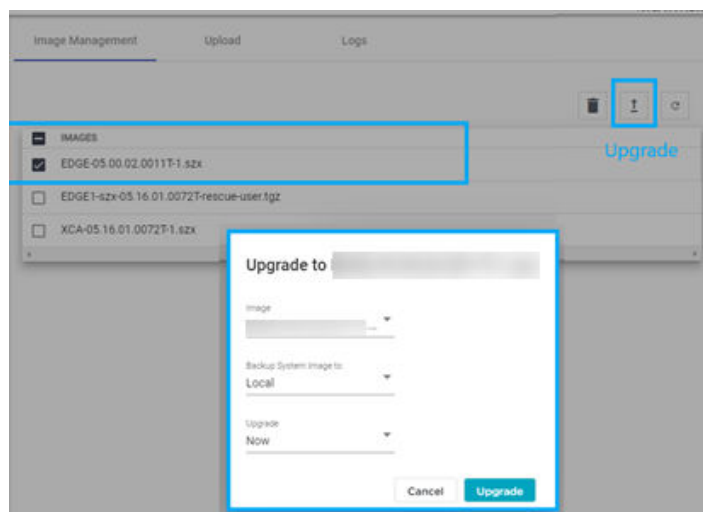 Image Management Upload Logs
Upgrade
IMAGES
EDGE-05.00.02.0011T-1.szx
EDGE1-szx-05.16.01.0072T-rescue-user.tgz
XCA-05.16.01.0072T-1.szx
Upgrade to
Image
...
Backup System Image to
Local
Upgrade
Now
Cancel Upgrade